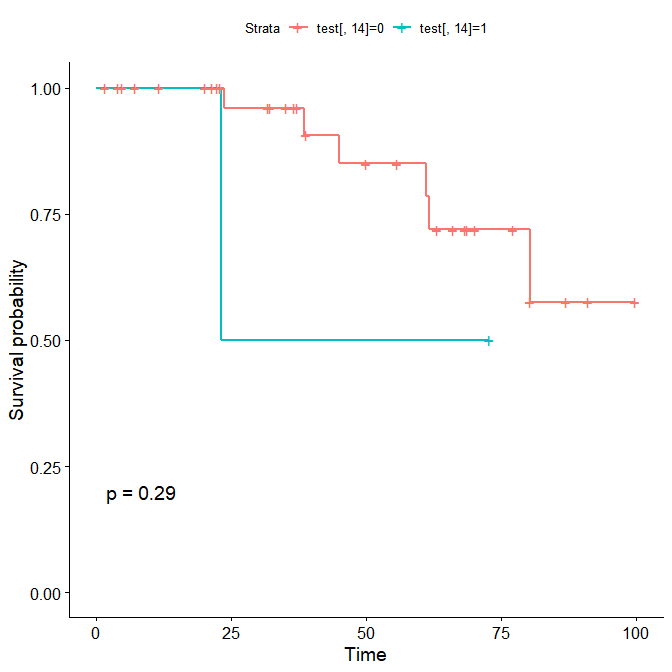 Strata test[, 14]=0 test[, 14]=1
1.00
0.75
0.50
0.25
0.00
Survival probability
p = 0.29
0 25 50 75 100
Time